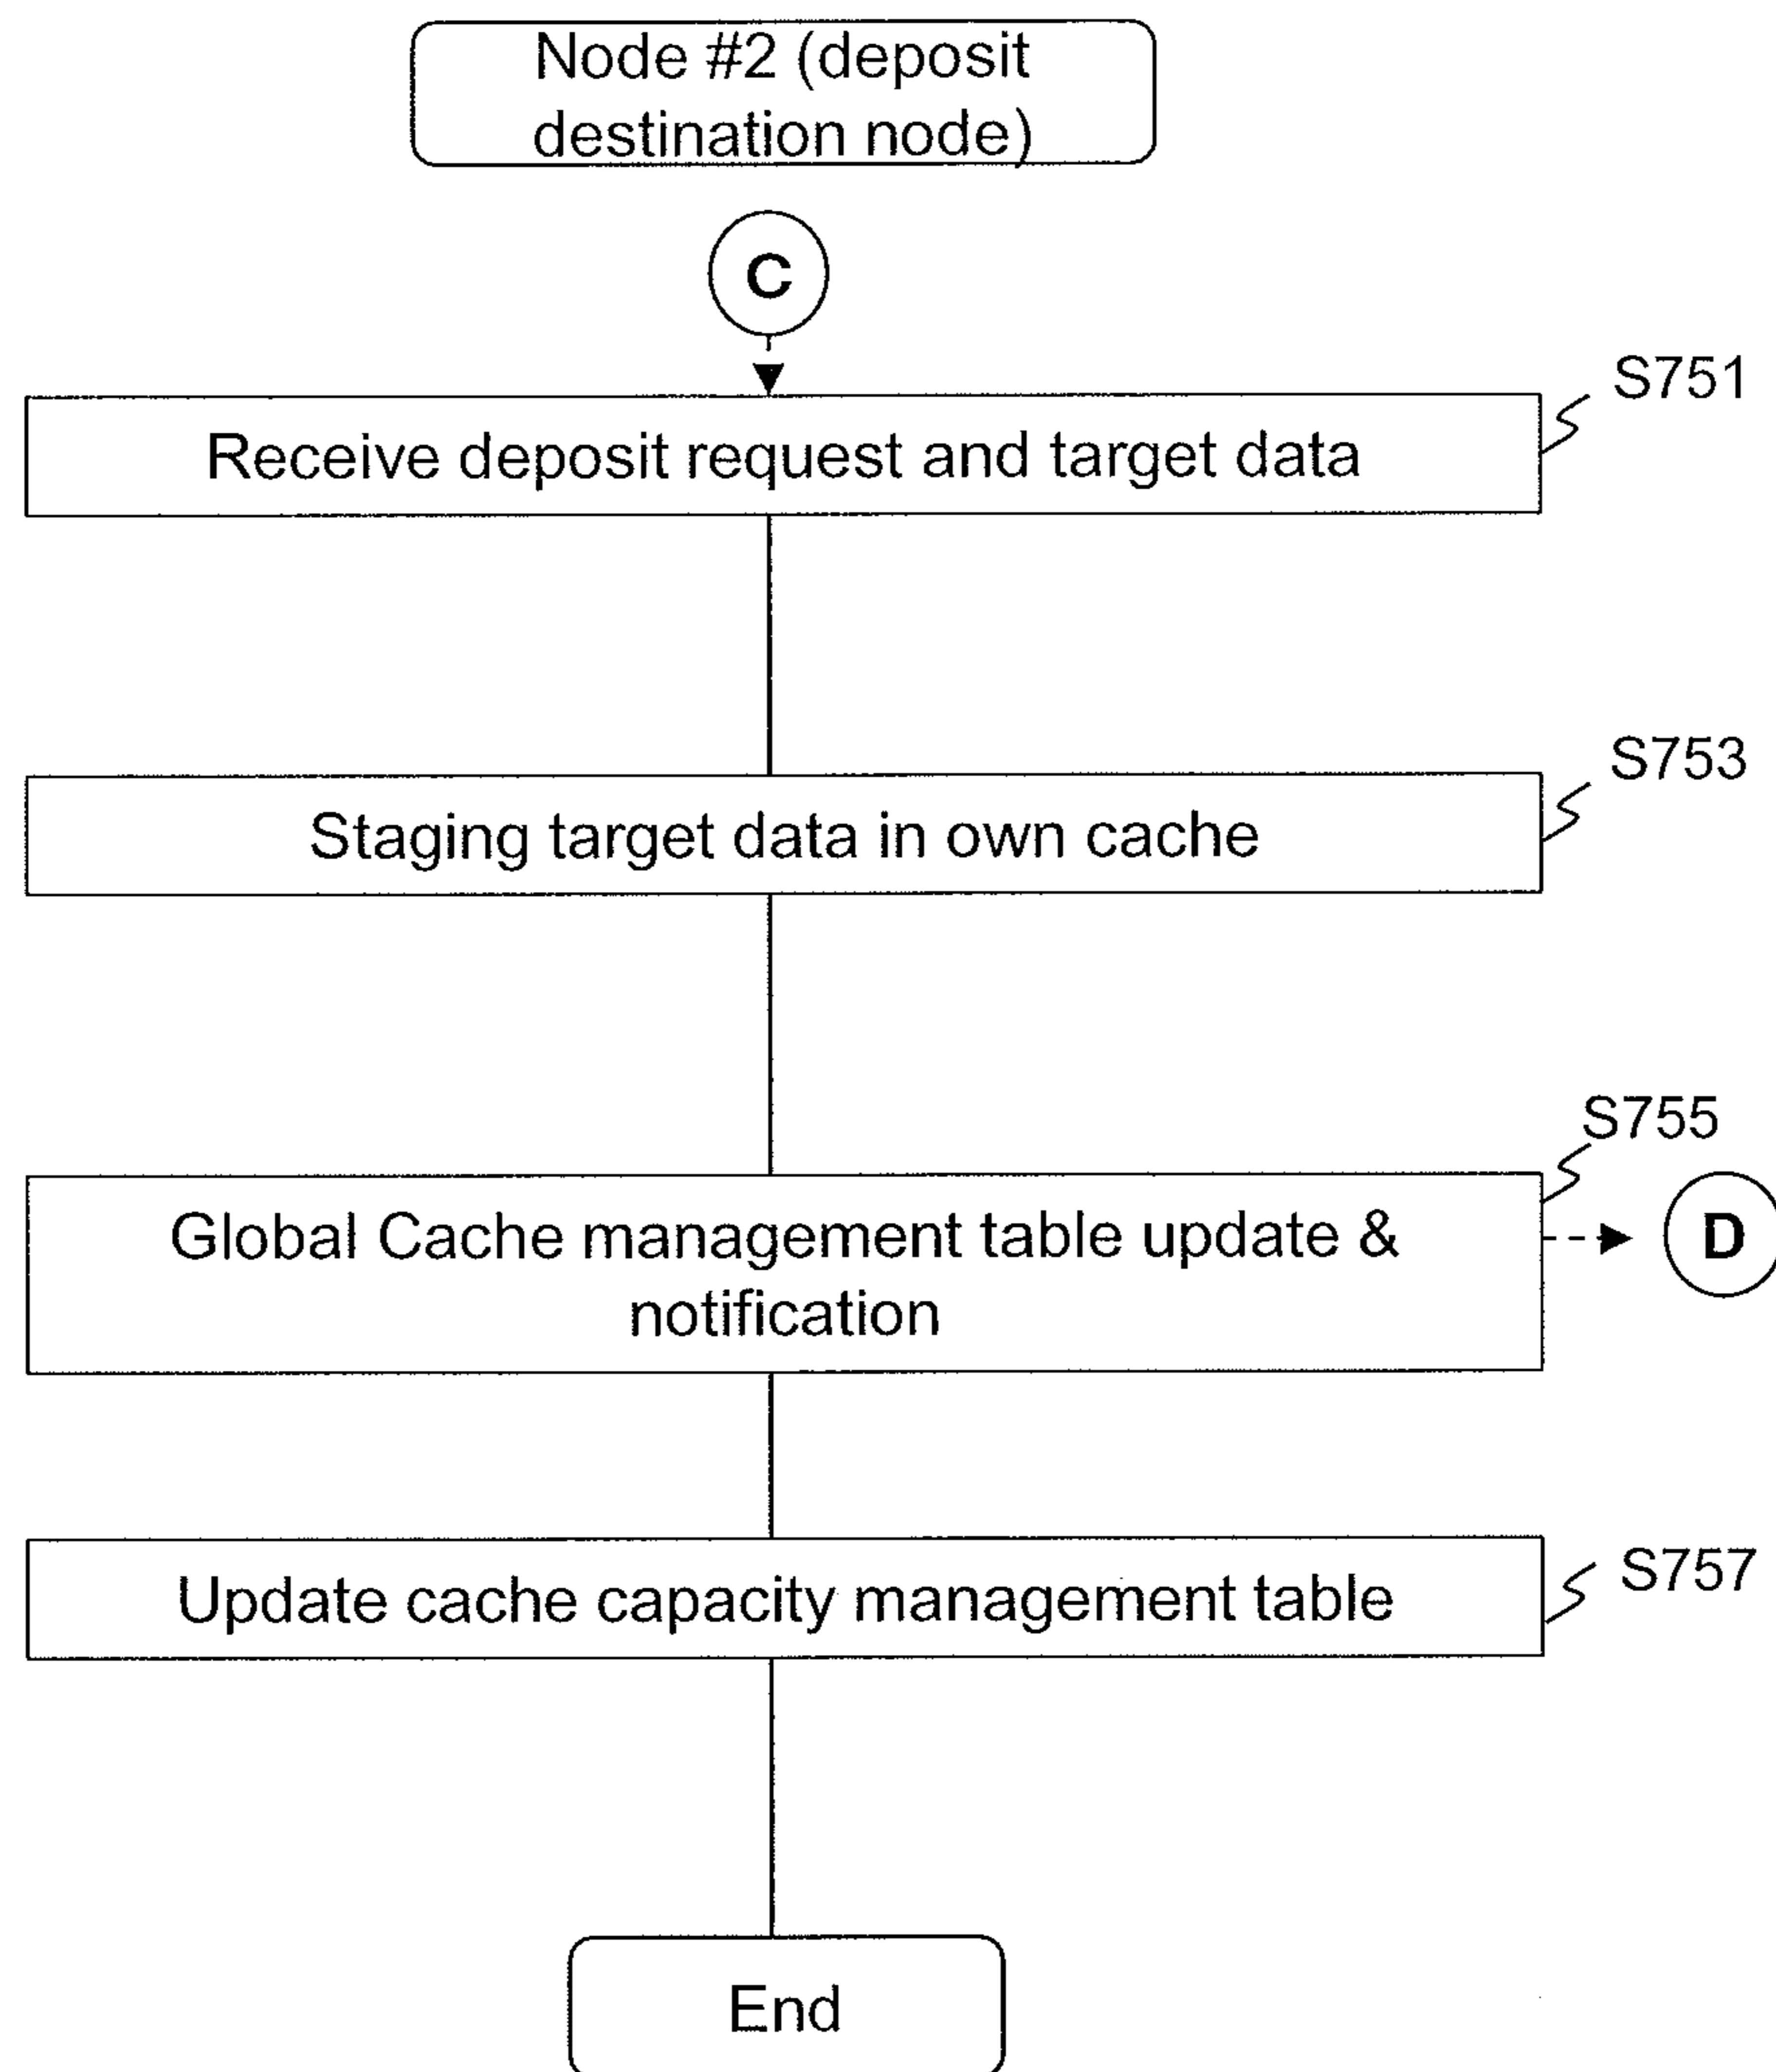 Node #2 (deposit
destination node)
C
S751
Receive deposit request and target data
S753
Staging target data in own cache
S755
Global Cache management table update &
notification
D
S757
Update cache capacity management table
End